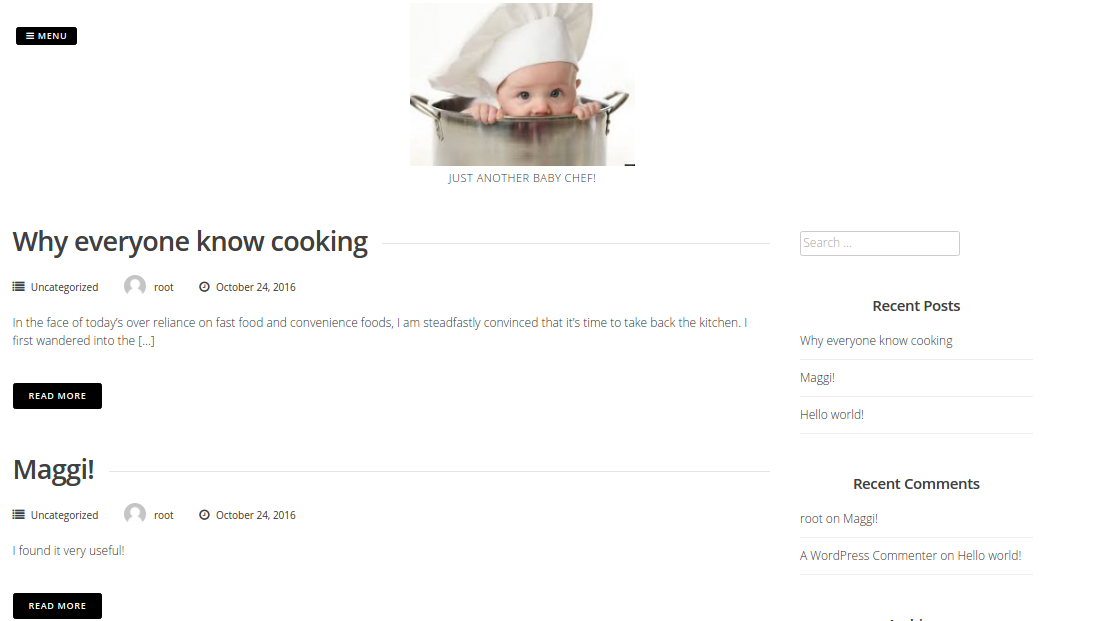 MENU
JUST ANOTHER BABY CHEF!
Why everyone know cooking
Uncategorized root October 24, 2016
In the face of today's over reliance on fast food and convenience foods, I am steadfastly convinced that it's time to take back the kitchen. I
first wandered into the [...]
READ MORE
Maggi!
Uncategorized root October 24, 2016
I found it very useful!
READ MORE
Search ...
Recent Posts
Why everyone know cooking
Maggi!
Hello world!
Recent Comments
root on Maggi!
A WordPress Commenter on Hello world!